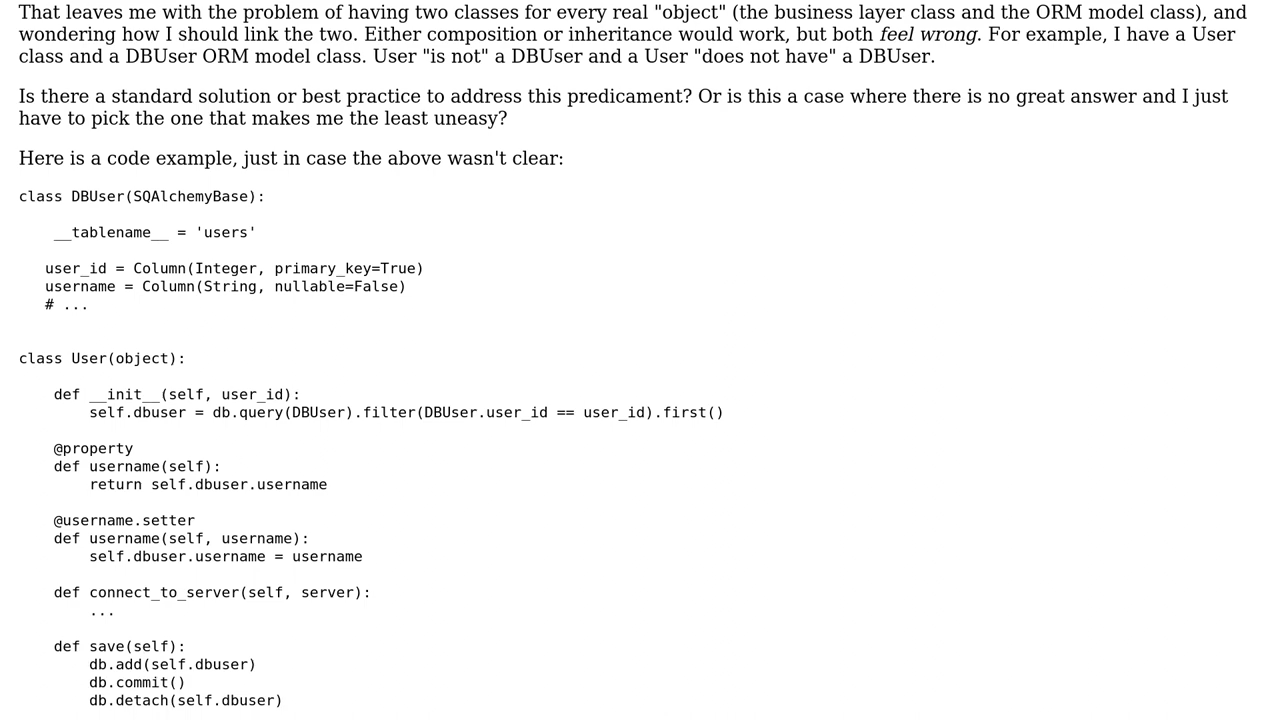 That leaves me with the problem of having two classes for every real "object" (the business layer class and the ORM model class), and
wondering how I should link the two. Either composition or inheritance would work, but both feel wrong. For example, I have a User
class and a DBUser ORM model class. User "is not" a DBUser and a User "does not have" a DBUser.
Is there a standard solution or best practice to address this predicament? Or is this a case where there is no great answer and I just
have to pick the one that makes me the least uneasy?
Here is a code example, just in case the above wasn't clear:
class DBUser(SQAlchemyBase):
    __tablename__ = 'users'
   user_id = Column(Integer, primary_key=True)
   username = Column(String, nullable=False)
   # ...
class User(object):
    def __init__(self, user_id):
        self.dbuser = db.query(DBUser).filter(DBUser.user_id == user_id).first()
    @property
    def username(self):
        return self.dbuser.username
    @username.setter
    def username(self, username):
        self.dbuser.username = username
    def connect_to_server(self, server):
        ...
    def save(self):
        db.add(self.dbuser)
        db.commit()
        db.detach(self.dbuser)